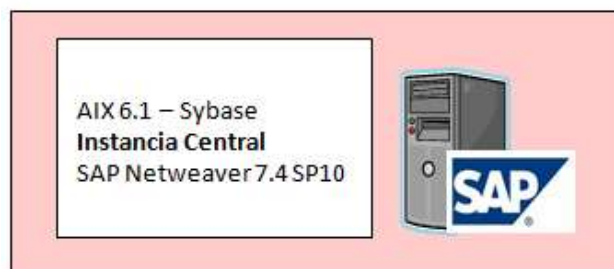 AIX 6.1 – Sybase
Instancia Central
SAP Netweaver 7.4 SP10
SAP
®